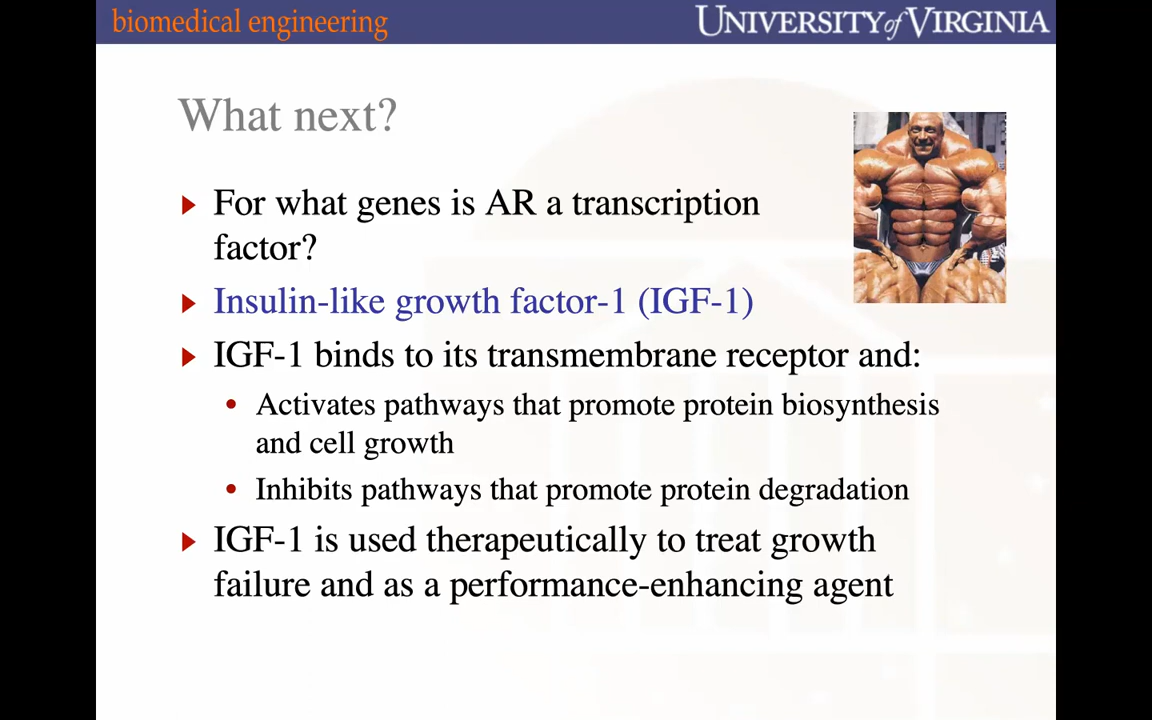 biomedical engineering
UNIVERSITY of VIRGINIA
What next?
For what genes is AR a transcription
factor?
Insulin-like growth factor-1 (IGF-1)
IGF-1 binds to its transmembrane receptor and:
Activates pathways that promote protein biosynthesis
and cell growth
Inhibits pathways that promote protein degradation
IGF-1 is used therapeutically to treat growth
failure and as a performance-enhancing agent